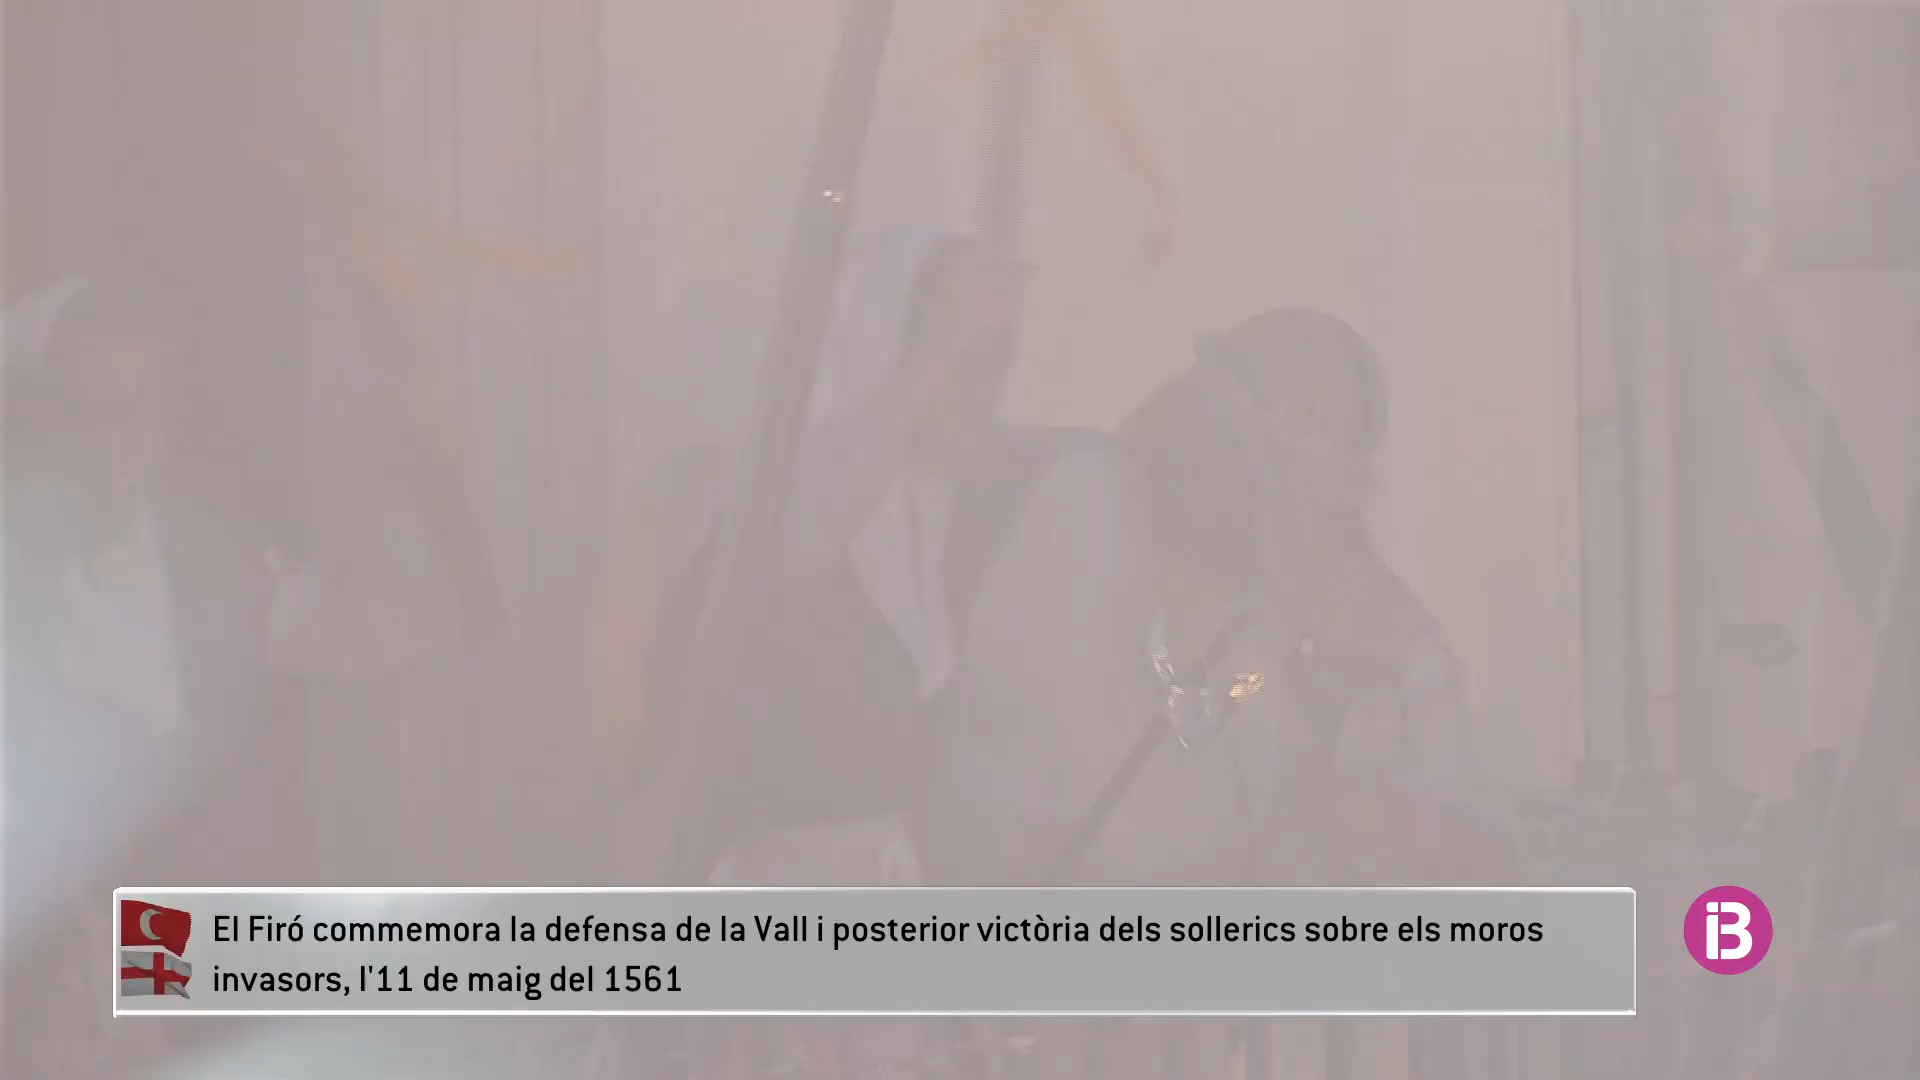 El Firó commemora la defensa de la Vall i posterior victòria dels sollerics sobre els moros
invasors, l'11 de maig del 1561
IB